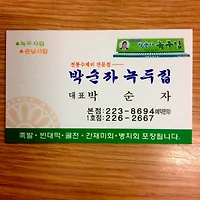 녹두사랑
손님사랑
전통수제비 전문점
박순자 녹두집
대표 박 순 자
본점: 223-8694
1호점: 226-2667
족발·빈대떡·굴전·간재미회·병치회 포장됩니다.